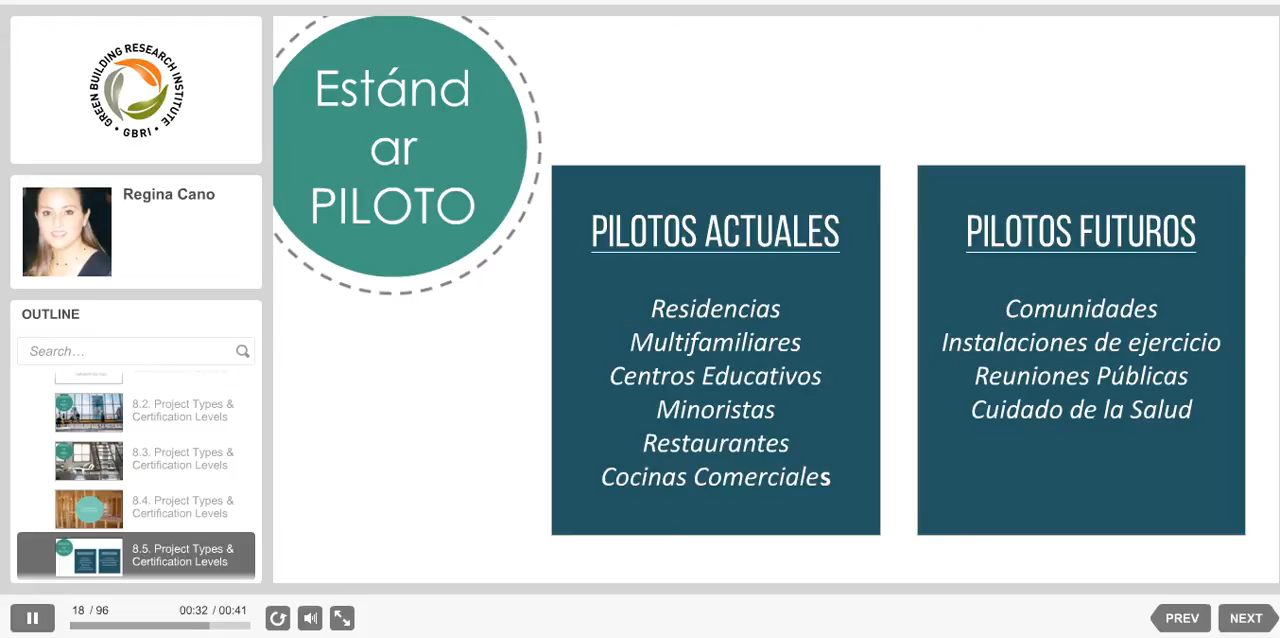 GREEN BUILDING RESEARCH INSTITUTE
• GBRI •
Regina Cano
OUTLINE
Search...
8.2. Project Types &
Certification Levels
8.3. Project Types &
Certification Levels
8.4. Project Types &
Certification Levels
8.5. Project Types &
Certification Levels
Estánd
ar
PILOTO
PILOTOS ACTUALES
Residencias
Multifamiliares
Centros Educativos
Minoristas
Restaurantes
Cocinas Comerciales
PILOTOS FUTUROS
Comunidades
Instalaciones de ejercicio
Reuniones Públicas
Cuidado de la Salud
18 / 96
00:32 / 00:41
PREV
NEXT